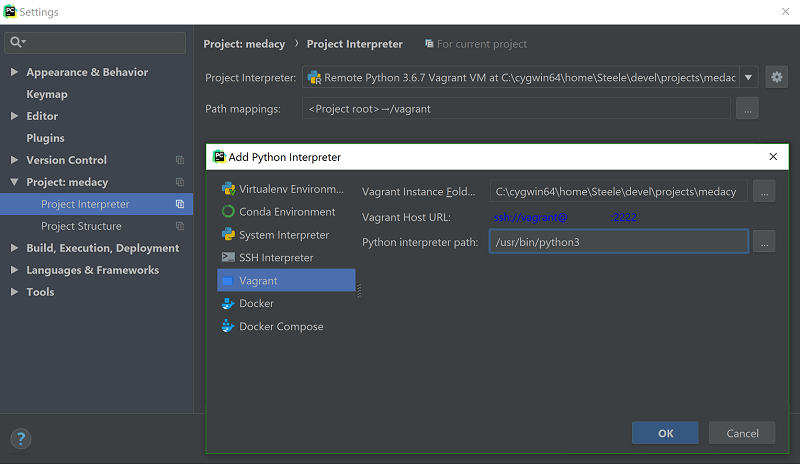 Settings
Project: medacy › Project Interpreter For current project
Appearance & Behavior
Keymap
Editor
Plugins
Version Control
Project: medacy
Project Interpreter
Project Structure
Build, Execution, Deployment
Languages & Frameworks
Tools
Project Interpreter: Remote Python 3.6.7 Vagrant VM at C:\cygwin64\home\Steele\devel\projects\medac
Path mappings: <Project root>→/vagrant ...
Add Python Interpreter
Virtualenv Environm...
Conda Environment
System Interpreter
SSH Interpreter
Vagrant
Docker
Docker Compose
Vagrant Instance Fold... C:\cygwin64\home\Steele\devel\projects\medacy ...
Vagrant Host URL: ssh://vagrant@ :2222
Python interpreter path: /usr/bin/python3 ...
OK Cancel
?